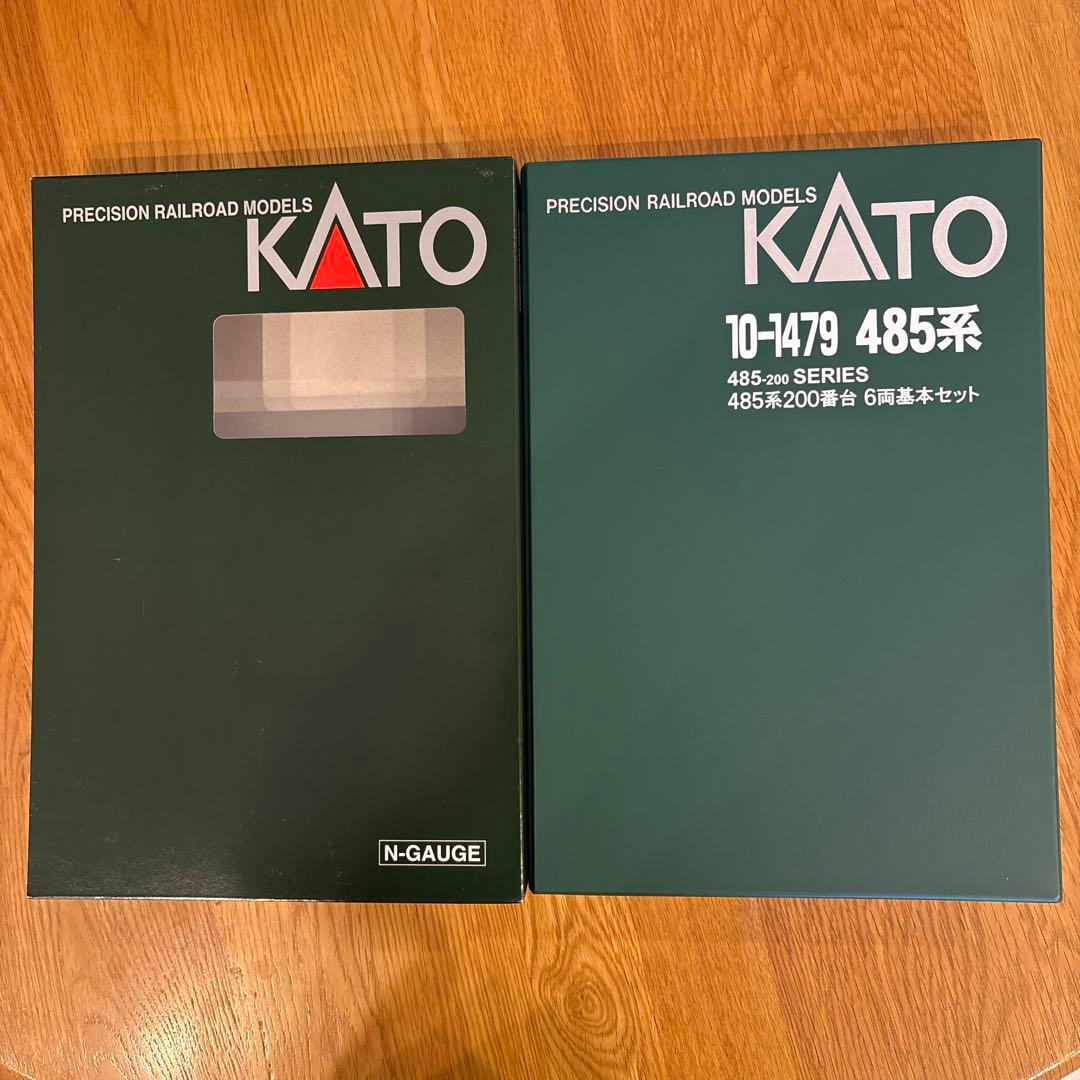 PRECISION RAILROAD MODELS
KATO
N-GAUGE
PRECISION RAILROAD MODELS
KATO
10-1479 485系
485-200 SERIES
485系200番台 6両基本セット